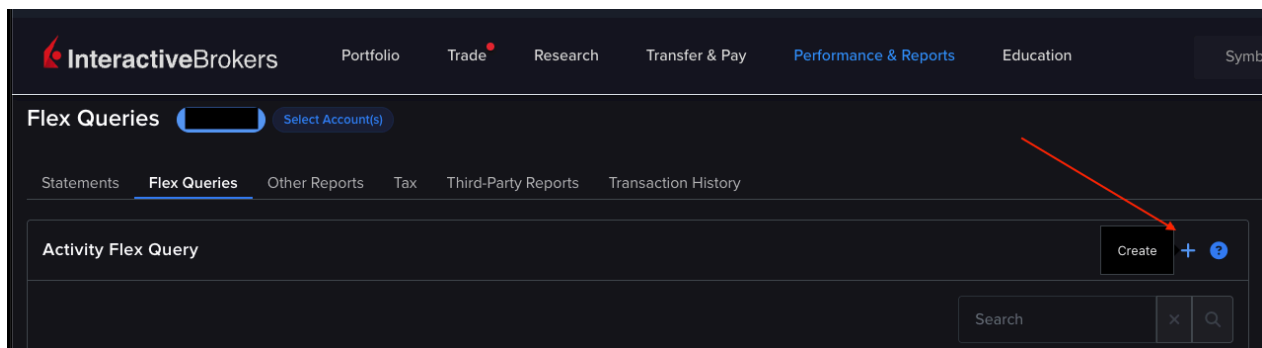 InteractiveBrokers Portfolio Trade Research Transfer & Pay Performance & Reports Education Symb
Flex Queries Select Account(s)
Statements Flex Queries Other Reports Tax Third-Party Reports Transaction History
Activity Flex Query Create + ?
Search